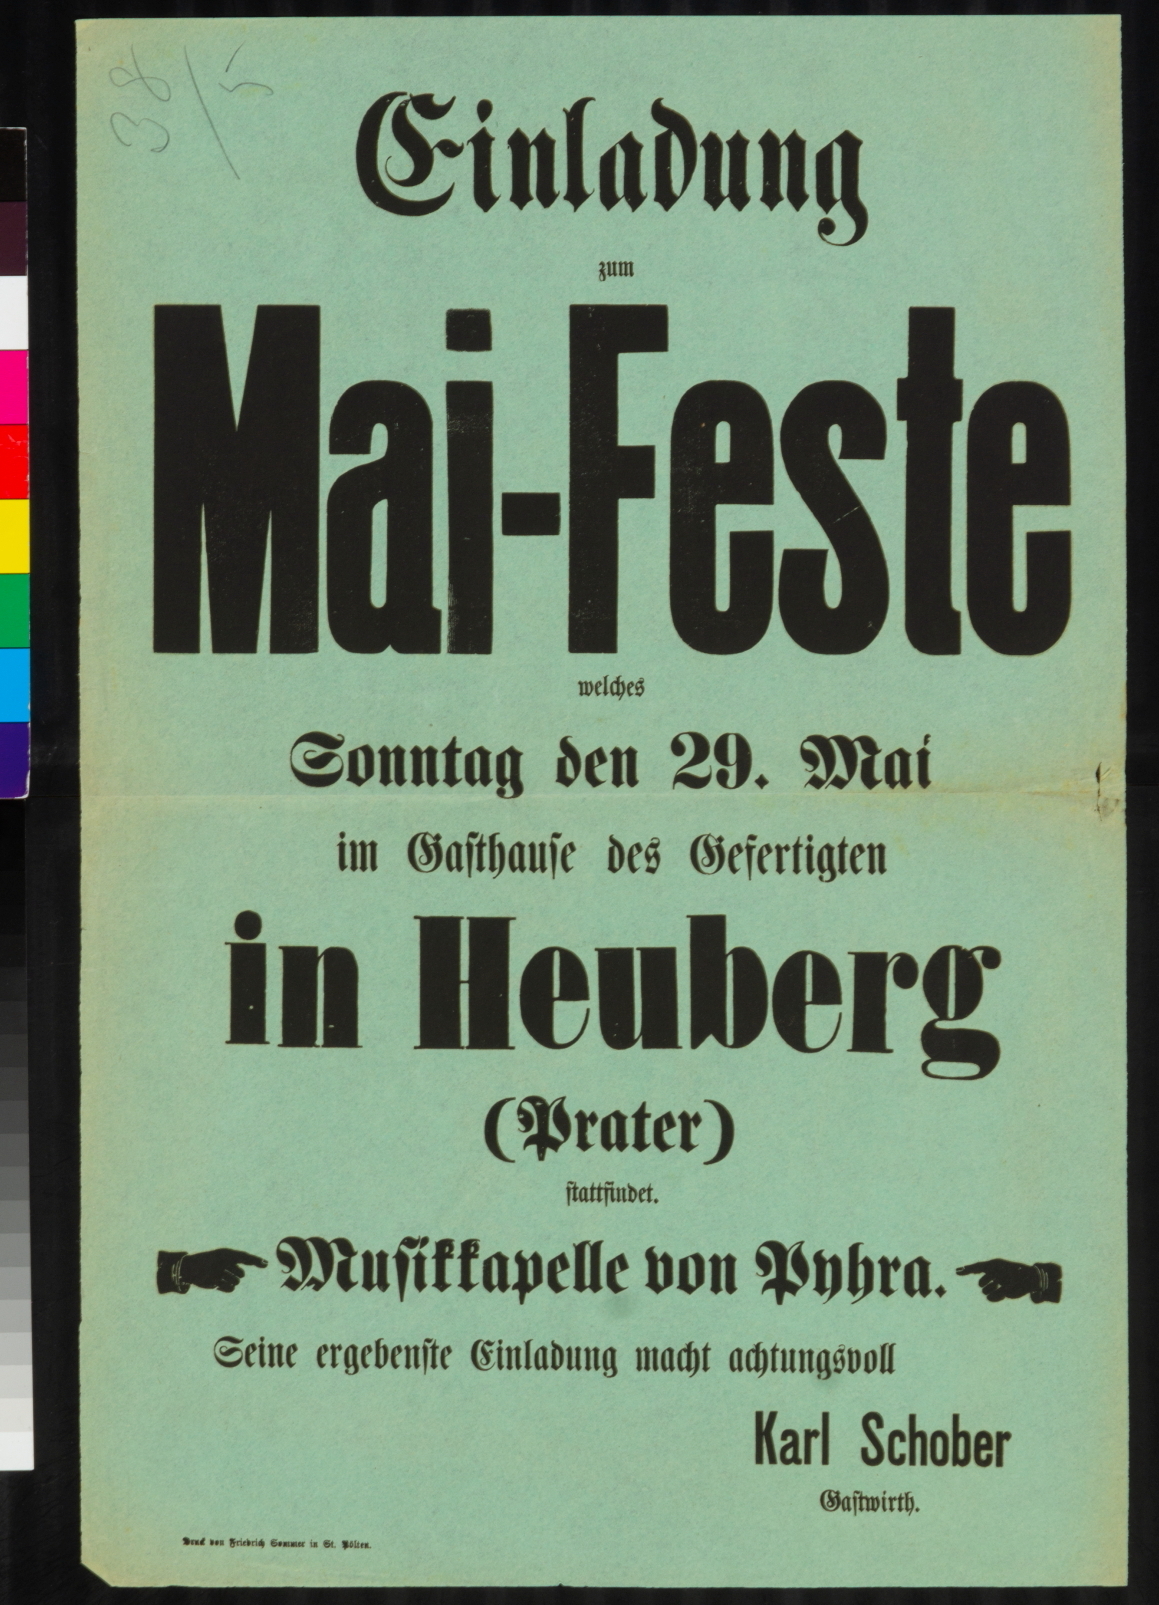 38/5
Einladung
zum
Mai-Feste
welches
Sonntag den 29. Mai
im Gasthause des Gefertigten
in Heuberg
(Prater)
stattfindet.
Musikkapelle von Pyhra.
Seine ergebenste Einladung macht achtungsvoll
Karl Schober
Gastwirth.
Druck von Friedrich Sommer in St. Pölten.